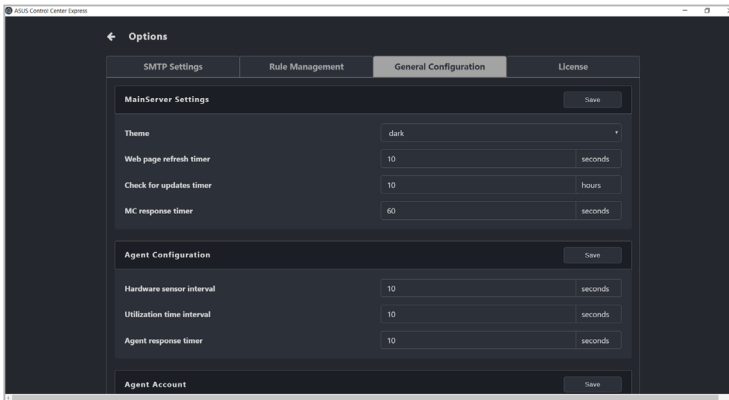 ASUS Control Center Express
Options
SMTP Settings Rule Management General Configuration License
MainServer Settings Save
Theme dark
Web page refresh timer 10 seconds
Check for updates timer 10 hours
MC response timer 60 seconds
Agent Configuration Save
Hardware sensor interval 10 seconds
Utilization time interval 10 seconds
Agent response timer 10 seconds
Agent Account Save